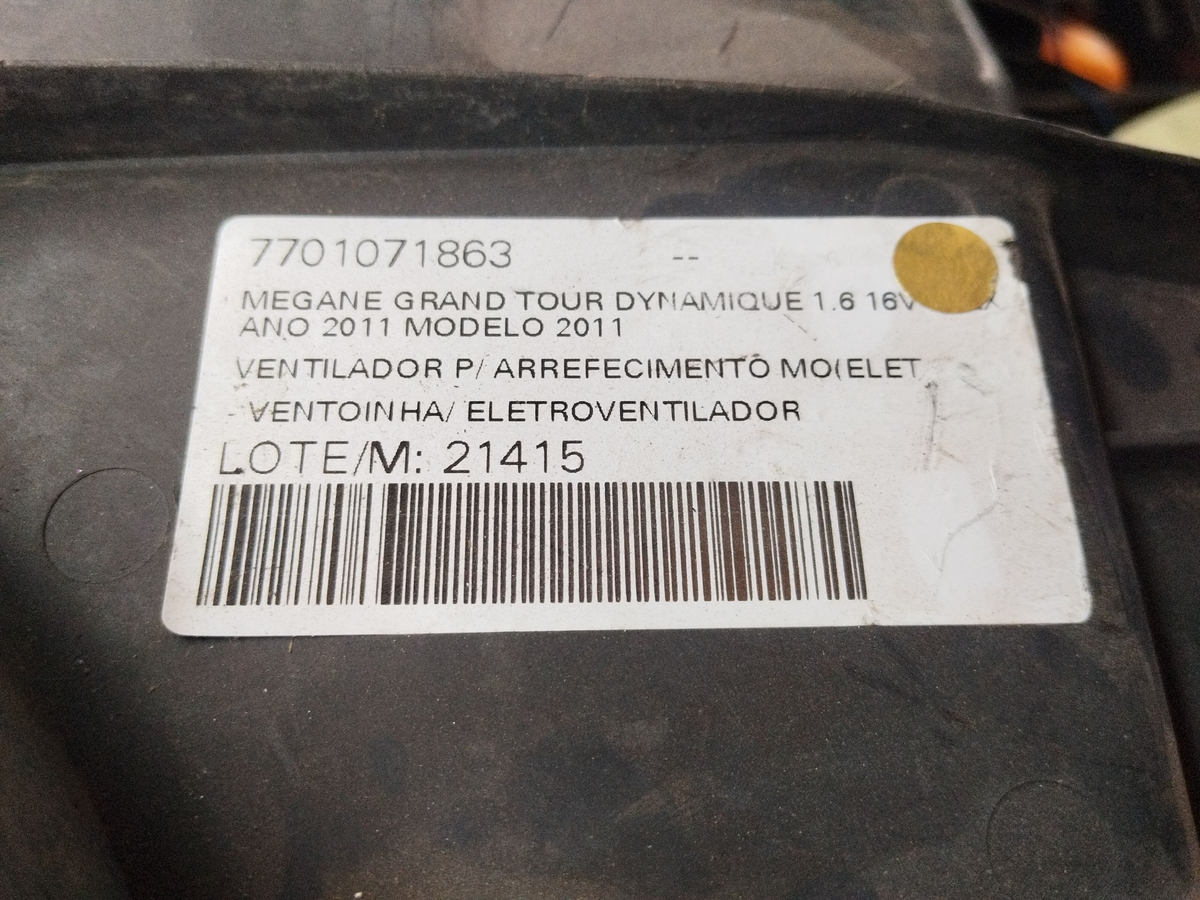 7701071863 --
MEGANE GRAND TOUR DYNAMIQUE 1.6 16V
ANO 2011 MODELO 2011
VENTILADOR P/ ARREFECIMENTO MO(ELET
- VENTOINHA/ ELETROVENTILADOR
LOTE/M: 21415